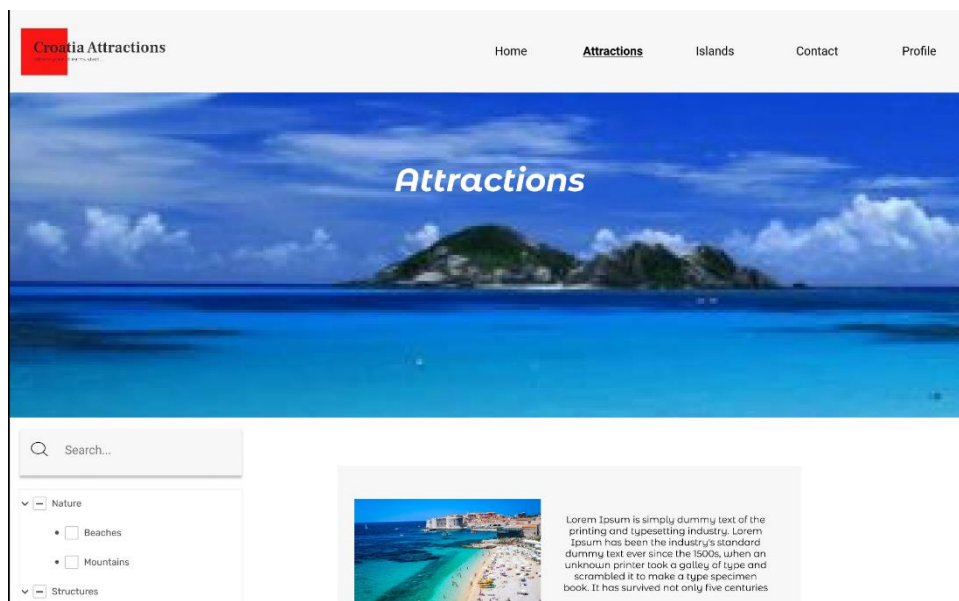 Croatia Attractions
Home
Attractions
Islands
Contact
Profile
Attractions
Search...
Nature
Beaches
Mountains
Structures
Lorem Ipsum is simply dummy text of the
printing and typesetting industry. Lorem
Ipsum has been the industry's standard
dummy text ever since the 1500s, when an
unknown printer took a galley of type and
scrambled it to make a type specimen
book. It has survived not only five centuries